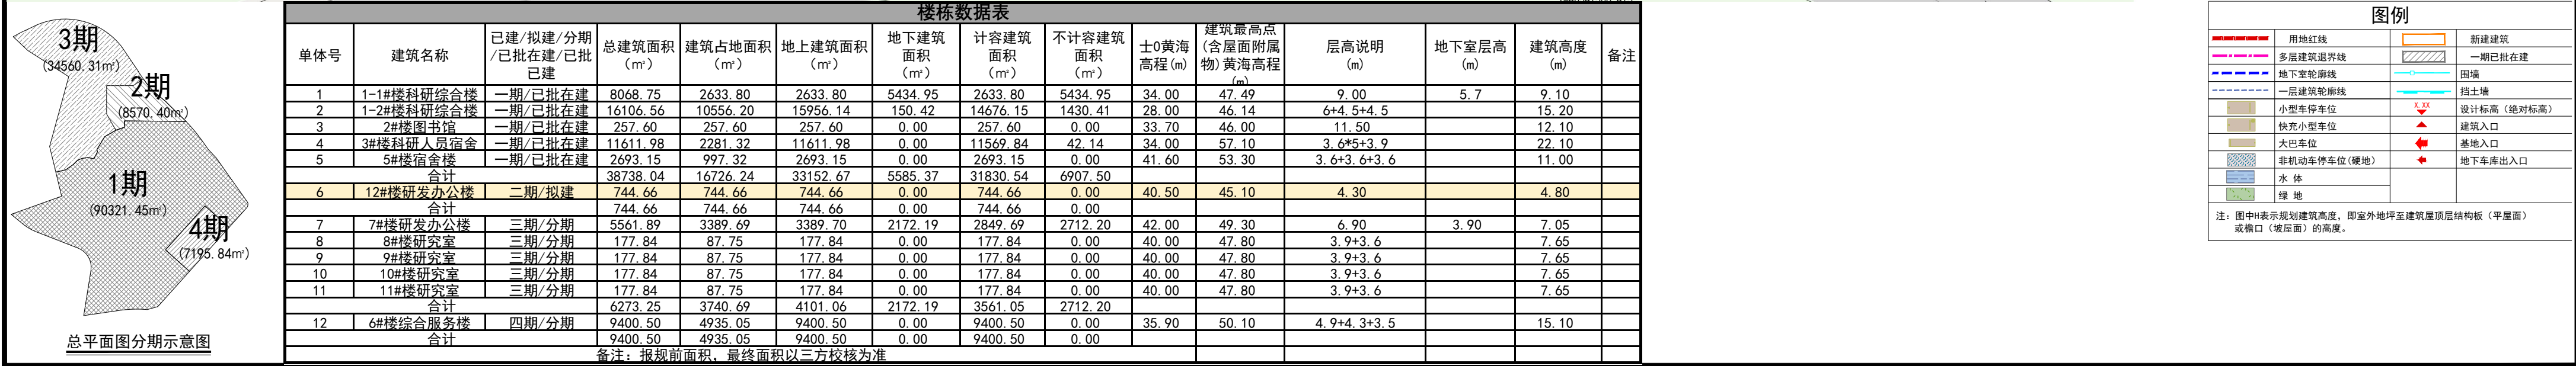 3期
(34560.31㎡)
2期
(8570.40㎡)
1期
(90321.45㎡)
4期
(7195.84㎡)
总平面图分期示意图
楼栋数据表
单体号 建筑名称 已建/拟建/分期/已批在建/已批已建 总建筑面积(㎡) 建筑占地面积(㎡) 地上建筑面积(㎡) 地下建筑面积(㎡) 计容建筑面积(㎡) 不计容建筑面积(㎡) 士0黄海高程(m) 建筑最高点(含屋面附属物)黄海高程(m) 层高说明(m) 地下室层高(m) 建筑高度(m) 备注
1 1-1#楼科研综合楼 一期/已批在建 8068.75 2633.80 2633.80 5434.95 2633.80 5434.95 34.00 47.49 9.00 5.7 9.10
2 1-2#楼科研综合楼 一期/已批在建 16106.56 10556.20 15956.14 150.42 14676.15 1430.41 28.00 46.14 6+4.5+4.5 15.20
3 2#楼图书馆 一期/已批在建 257.60 257.60 257.60 0.00 257.60 0.00 33.70 46.00 11.50 12.10
4 3#楼科研人员宿舍 一期/已批在建 11611.98 2281.32 11611.98 0.00 11569.84 42.14 34.00 57.10 3.6*5+3.9 22.10
5 5#楼宿舍楼 一期/已批在建 2693.15 997.32 2693.15 0.00 2693.15 0.00 41.60 53.30 3.6+3.6+3.6 11.00
合计 38738.04 16726.24 33152.67 5585.37 31830.54 6907.50
6 12#楼研发办公楼 二期/拟建 744.66 744.66 744.66 0.00 744.66 0.00 40.50 45.10 4.30 4.80
合计 744.66 744.66 744.66 0.00 744.66 0.00
7 7#楼研发办公楼 三期/分期 5561.89 3389.69 3389.70 2172.19 2849.69 2712.20 42.00 49.30 6.90 3.90 7.05
8 8#楼研究室 三期/分期 177.84 87.75 177.84 0.00 177.84 0.00 40.00 47.80 3.9+3.6 7.65
9 9#楼研究室 三期/分期 177.84 87.75 177.84 0.00 177.84 0.00 40.00 47.80 3.9+3.6 7.65
10 10#楼研究室 三期/分期 177.84 87.75 177.84 0.00 177.84 0.00 40.00 47.80 3.9+3.6 7.65
11 11#楼研究室 三期/分期 177.84 87.75 177.84 0.00 177.84 0.00 40.00 47.80 3.9+3.6 7.65
合计 6273.25 3740.69 4101.06 2172.19 3561.05 2712.20
12 6#楼综合服务楼 四期/分期 9400.50 4935.05 9400.50 0.00 9400.50 0.00 35.90 50.10 4.9+4.3+3.5 15.10
合计 9400.50 4935.05 9400.50 0.00 9400.50 0.00
备注：报规前面积，最终面积以三方校核为准
图例
用地红线 新建建筑
多层建筑退界线 一期已批在建
地下室轮廓线 围墙
一层建筑轮廓线 挡土墙
小型车停车位 X.XX 设计标高（绝对标高）
快充小型车位 建筑入口
大巴车位 基地入口
非机动车停车位(硬地) 地下车库出入口
水 体
绿 地
注：图中H表示规划建筑高度，即室外地坪至建筑屋顶层结构板（平屋面）
或檐口（坡屋面）的高度。